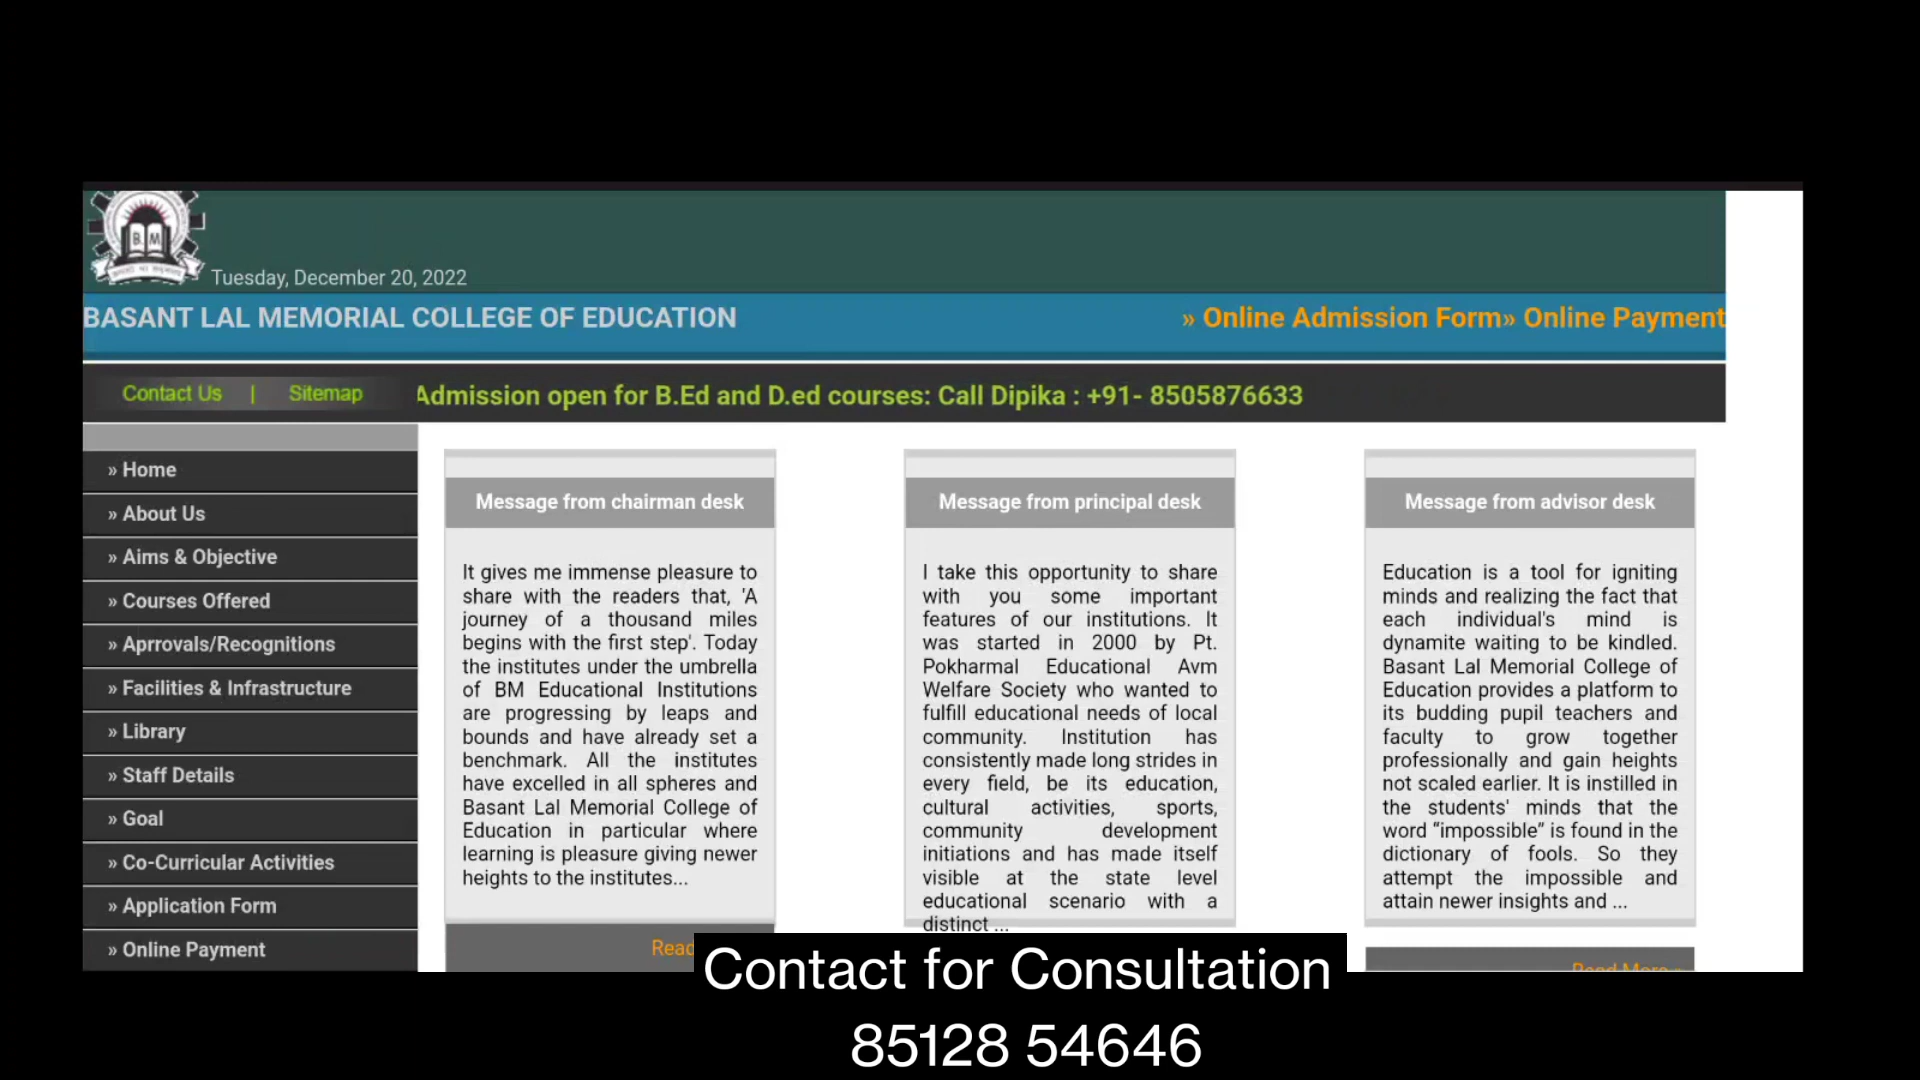 B.M
Tuesday, December 20, 2022
BASANT LAL MEMORIAL COLLEGE OF EDUCATION
» Online Admission Form» Online Payment
Contact Us | Sitemap
Admission open for B.Ed and D.ed courses: Call Dipika : +91- 8505876633
» Home
» About Us
» Aims & Objective
» Courses Offered
» Aprrovals/Recognitions
» Facilities & Infrastructure
» Library
» Staff Details
» Goal
» Co-Curricular Activities
» Application Form
» Online Payment
Message from chairman desk
It gives me immense pleasure to
share with the readers that, 'A
journey of a thousand miles
begins with the first step'. Today
the institutes under the umbrella
of BM Educational Institutions
are progressing by leaps and
bounds and have already set a
benchmark. All the institutes
have excelled in all spheres and
Basant Lal Memorial College of
Education in particular where
learning is pleasure giving newer
heights to the institutes...
Read
Message from principal desk
I take this opportunity to share
with you some important
features of our institutions. It
was started in 2000 by Pt.
Pokharmal Educational Avm
Welfare Society who wanted to
fulfill educational needs of local
community. Institution has
consistently made long strides in
every field, be its education,
cultural activities, sports,
community development
initiations and has made itself
visible at the state level
educational scenario with a
distinct ...
Message from advisor desk
Education is a tool for igniting
minds and realizing the fact that
each individual's mind is
dynamite waiting to be kindled.
Basant Lal Memorial College of
Education provides a platform to
its budding pupil teachers and
faculty to grow together
professionally and gain heights
not scaled earlier. It is instilled in
the students' minds that the
word “impossible” is found in the
dictionary of fools. So they
attempt the impossible and
attain newer insights and ...
Read More »
Contact for Consultation
85128 54646